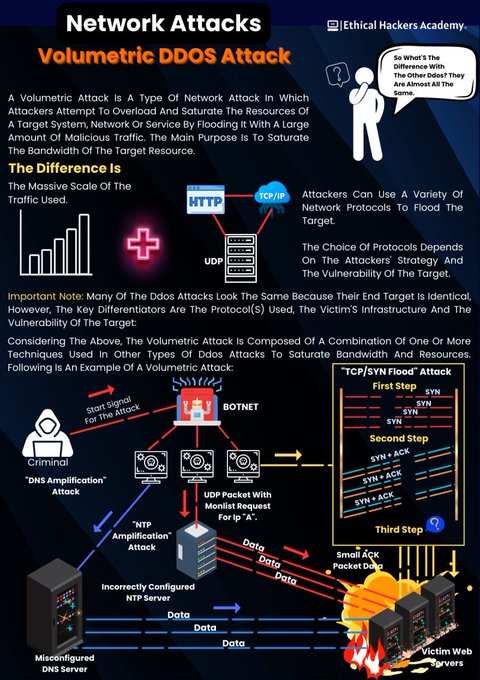 Network Attacks
Ethical Hackers Academy
Volumetric DDOS Attack
So What'S The
Difference With
The Other Ddos? They
Are Almost All The
Same.
A Volumetric Attack Is A Type Of Network Attack In Which
Attackers Attempt To Overload And Saturate The Resources Of
A Target System, Network Or Service By Flooding It With A Large
Amount Of Malicious Traffic. The Main Purpose Is To Saturate
The Bandwidth Of The Target Resource.
The Difference Is
The Massive Scale Of The
Traffic Used.
HTTP
TCP/IP
UDP
Attackers Can Use A Variety Of
Network Protocols To Flood The
Target.
The Choice Of Protocols Depends
On The Attackers' Strategy And
The Vulnerability Of The Target.
Important Note: Many Of The Ddos Attacks Look The Same Because Their End Target Is Identical,
However, The Key Differentiators Are The Protocol(S) Used, The Victim'S Infrastructure And The
Vulnerability Of The Target:
Considering The Above, The Volumetric Attack Is Composed Of A Combination Of One Or More
Techniques Used In Other Types Of Ddos Attacks To Saturate Bandwidth And Resources.
Following Is An Example Of A Volumetric Attack:
"TCP/SYN Flood" Attack
First Step
SYN
SYN
SYN
SYN
Second Step
SYN + ACK
SYN + ACK
SYN + ACK
Third Step
?
Start Signal
For The Attack
BOTNET
Criminal
"DNS Amplification"
Attack
UDP Packet With
Monlist Request
For Ip "A".
"NTP
Amplification"
Attack
Data
Data
Data
Small ACK
Packet Data
Incorrectly Configured
NTP Server
Data
Data
Data
Misconfigured
DNS Server
Victim Web
Servers